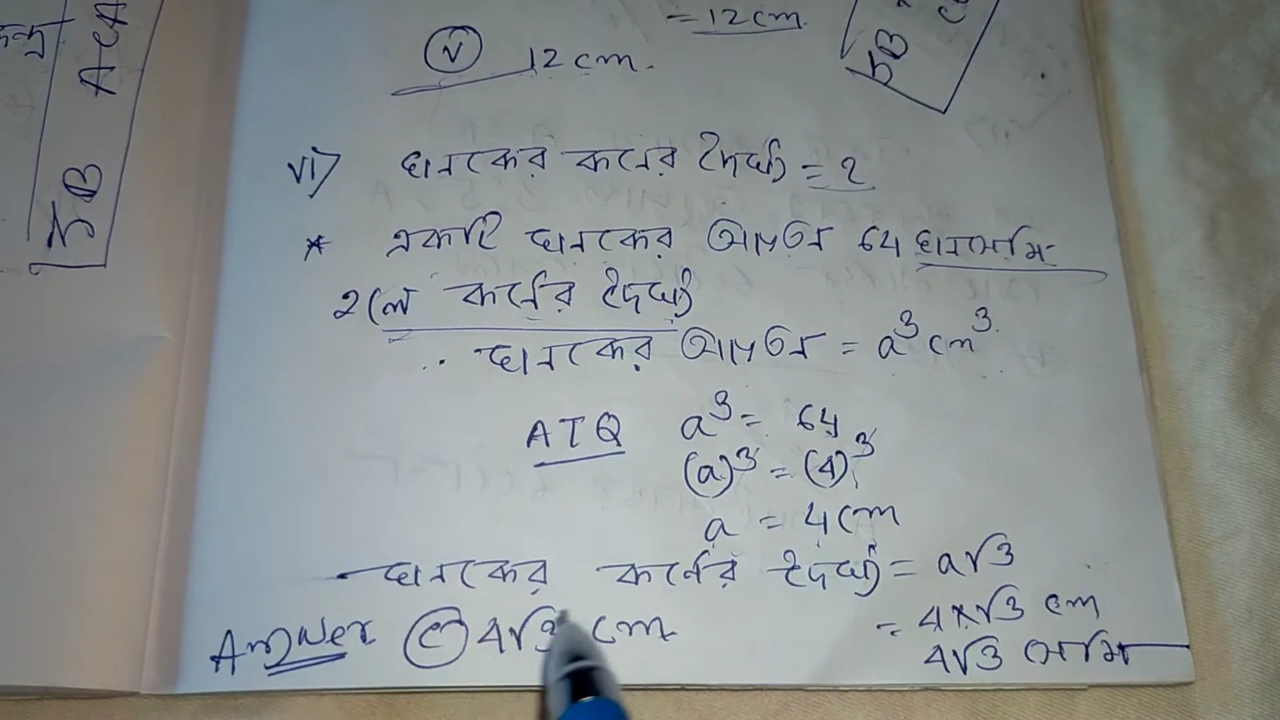 = 12 cm.
v 12 cm.
vi) ঘনকের কর্নের দৈর্ঘ্য = ?
* একটি ঘনকের আয়তন 64 ঘনসেমি
হলে কর্নের দৈর্ঘ্য
∴ ঘনকের আয়তন = a³ cm³
ATQ a³ = 64
(a)³ = (4)³
a = 4 cm
ঘনকের কর্নের দৈর্ঘ্য = a√3
= 4×√3 cm
4√3 সেমি
Answer 4√3 cm